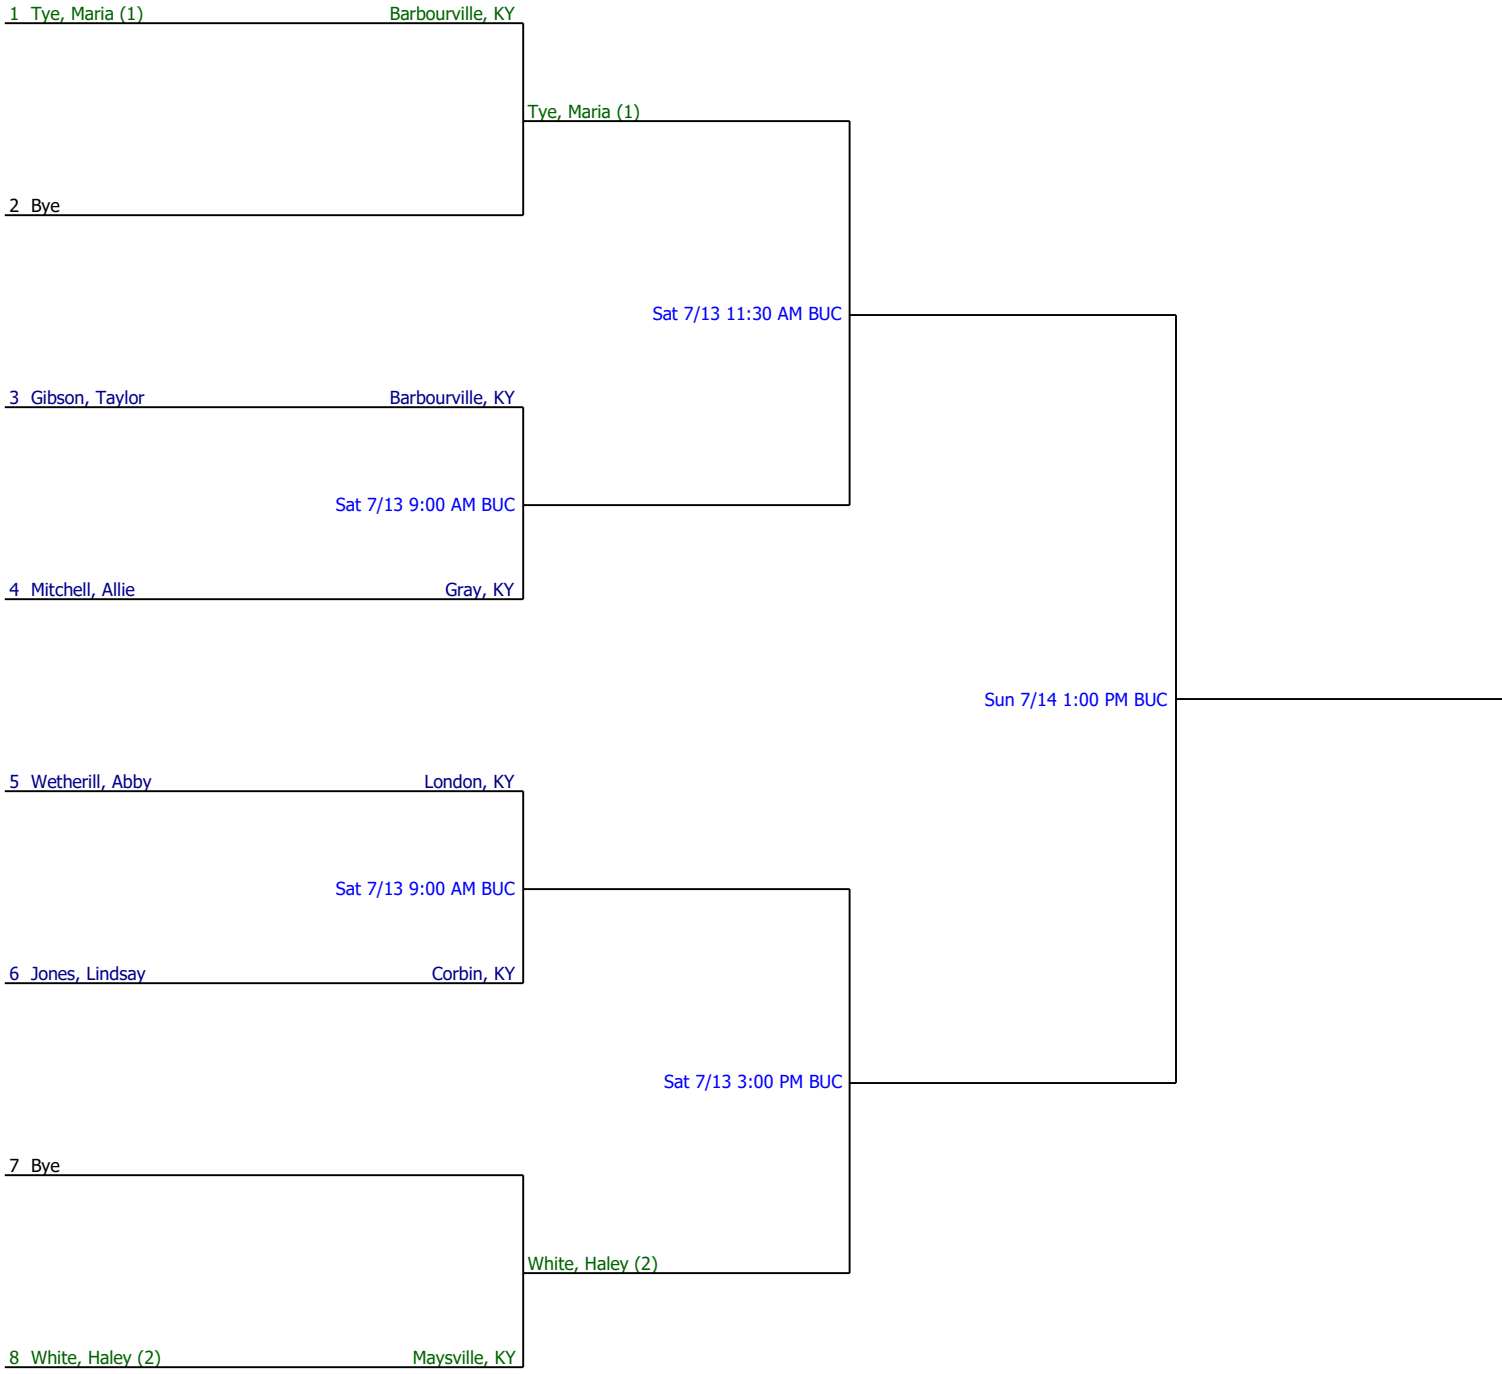 1 Tye, Maria (1) Barbourville, KY
Tye, Maria (1)
2 Bye
Sat 7/13 11:30 AM BUC
3 Gibson, Taylor Barbourville, KY
Sat 7/13 9:00 AM BUC
4 Mitchell, Allie Gray, KY
Sun 7/14 1:00 PM BUC
5 Wetherill, Abby London, KY
Sat 7/13 9:00 AM BUC
6 Jones, Lindsay Corbin, KY
Sat 7/13 3:00 PM BUC
7 Bye
White, Haley (2)
8 White, Haley (2) Maysville, KY